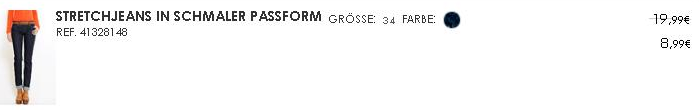 STRETCHJEANS IN SCHMALER PASSFORM GRÖSSE: 34 FARBE: 19,99€
REF. 41328148
8,99€